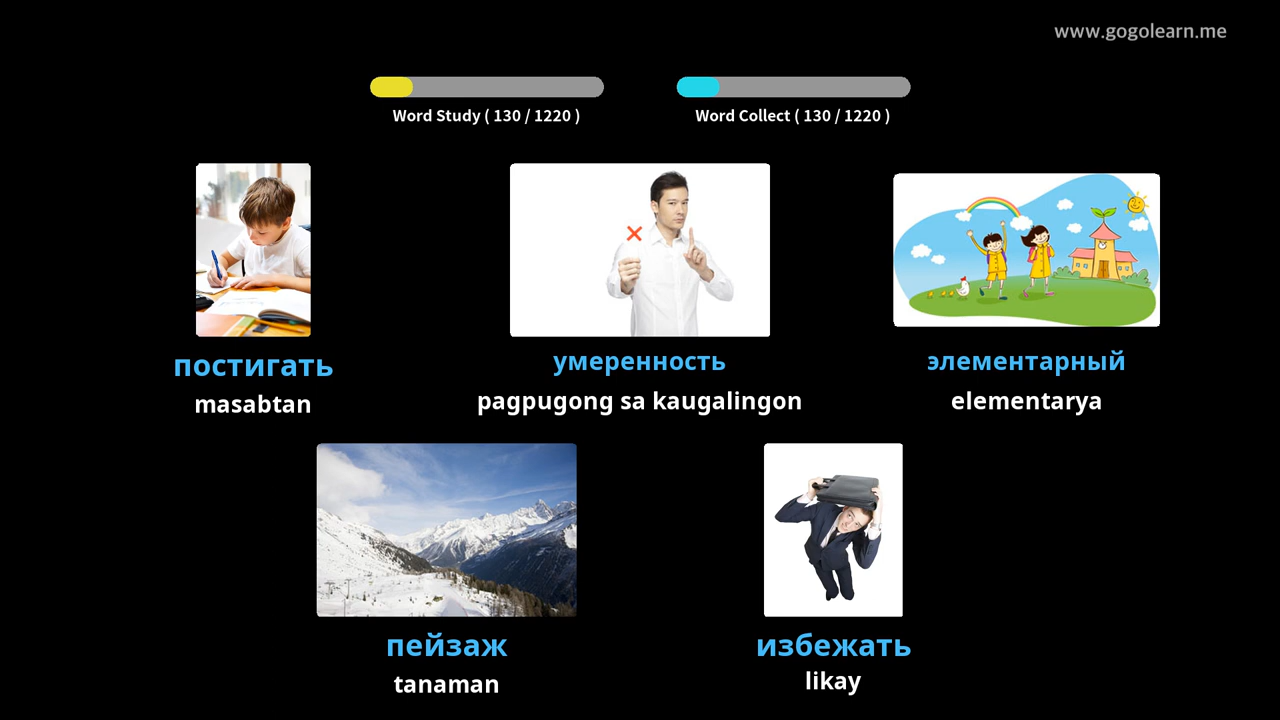 www.gogolearn.me
Word Study ( 130 / 1220 )
Word Collect ( 130 / 1220 )
постигать
masabtan
умеренность
pagpugong sa kaugalingon
элементарный
elementarya
пейзаж
tanaman
избежать
likay